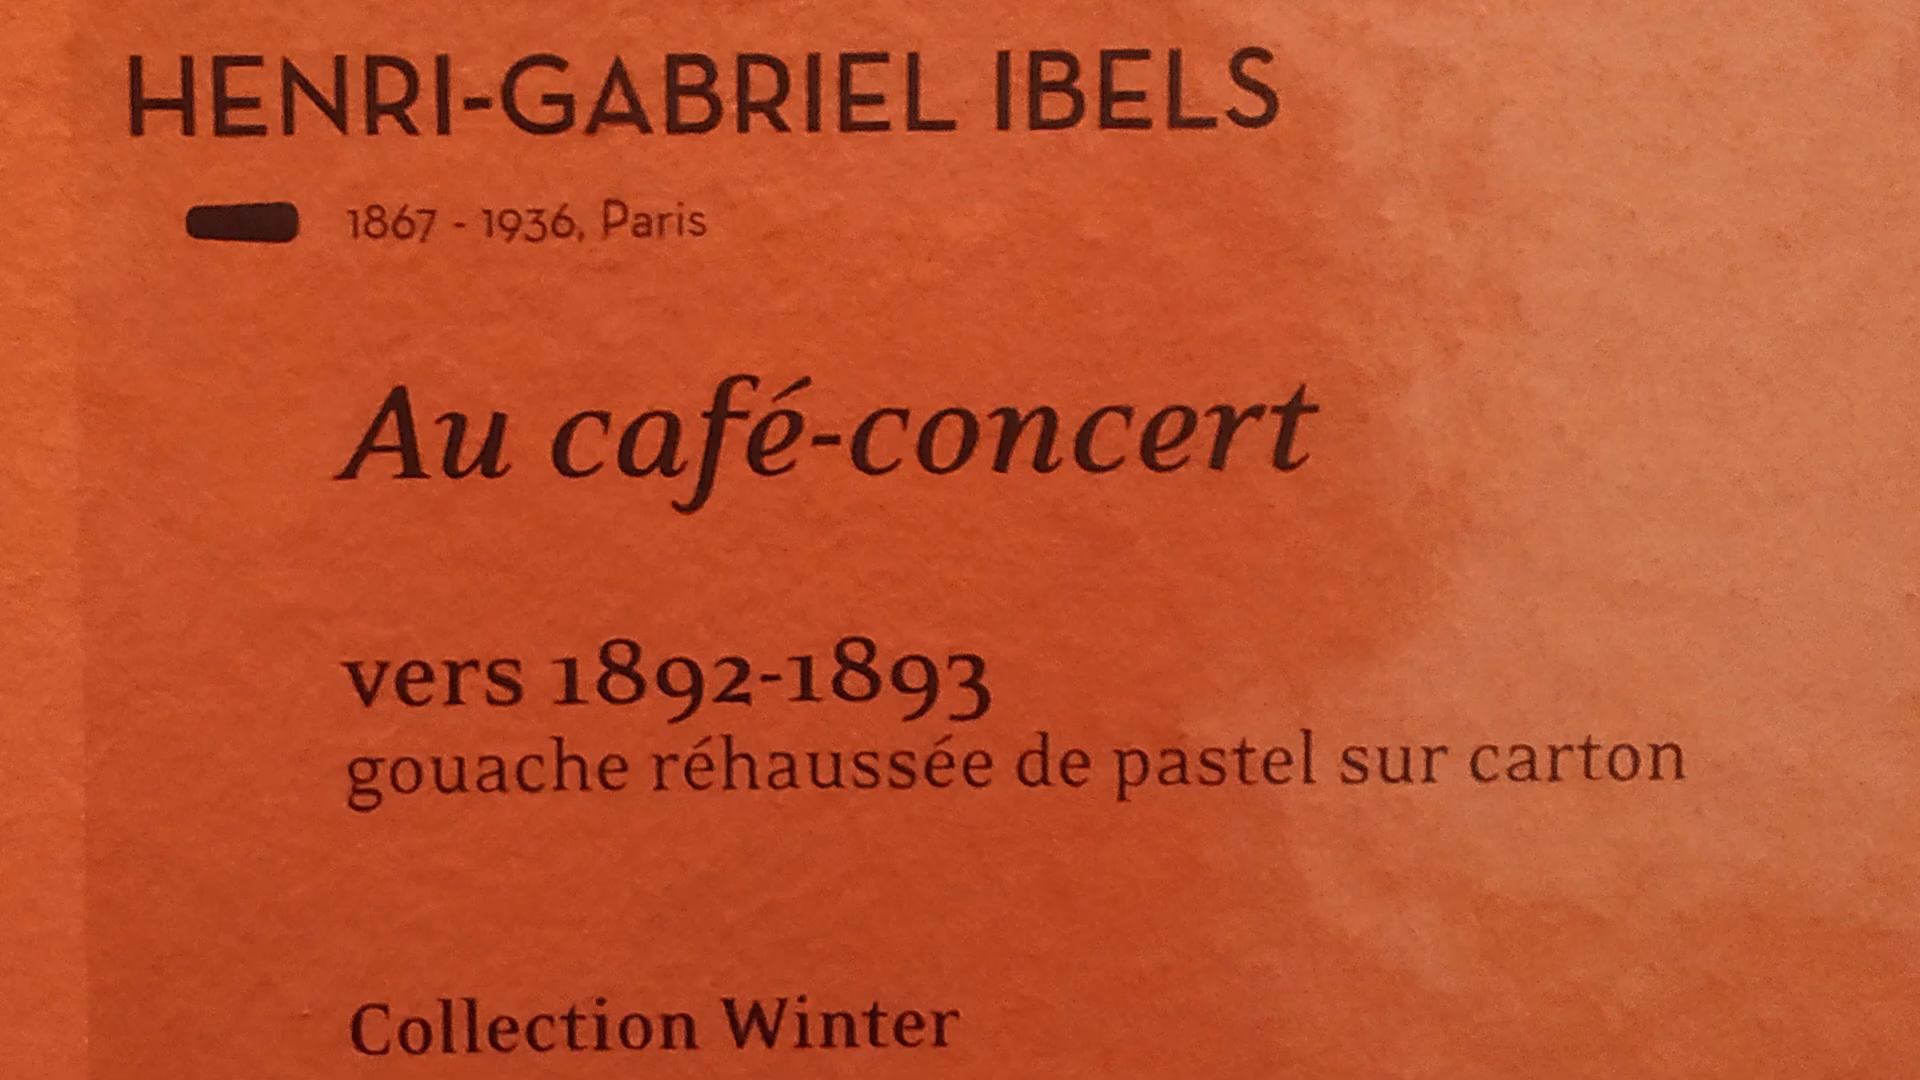 HENRI-GABRIEL IBELS
1867 - 1936, Paris
Au café-concert
vers 1892-1893
gouache réhaussée de pastel sur carton
Collection Winter